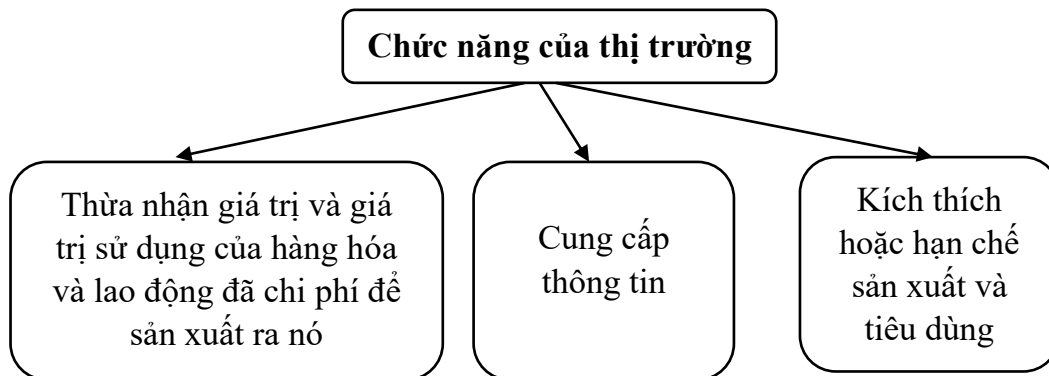 Chức năng của thị trường
Thừa nhận giá trị và giá
trị sử dụng của hàng hóa
và lao động đã chi phí để
sản xuất ra nó
Cung cấp
thông tin
Kích thích
hoặc hạn chế
sản xuất và
tiêu dùng